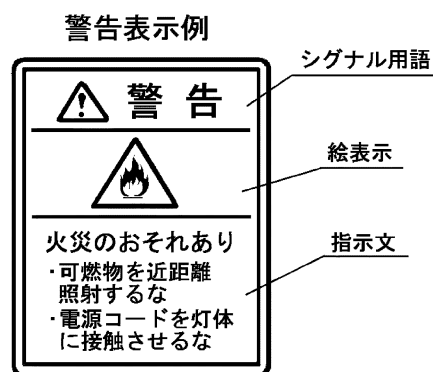 警告表示例
シグナル用語
警告
絵表示
火災のおそれあり
指示文
・可燃物を近距離
照射するな
・電源コードを灯体
に接触させるな